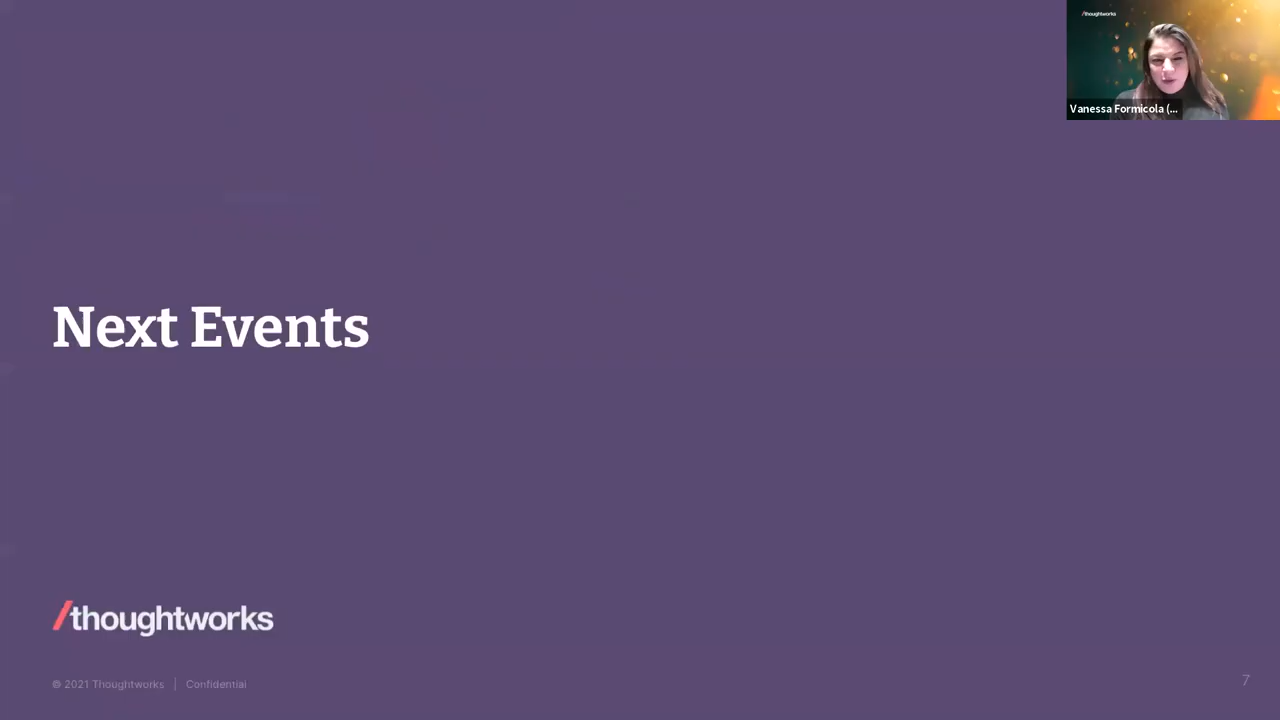 /thoughtworks
Vanessa Formicola (...
Next Events
/thoughtworks
© 2021 Thoughtworks | Confidential
7